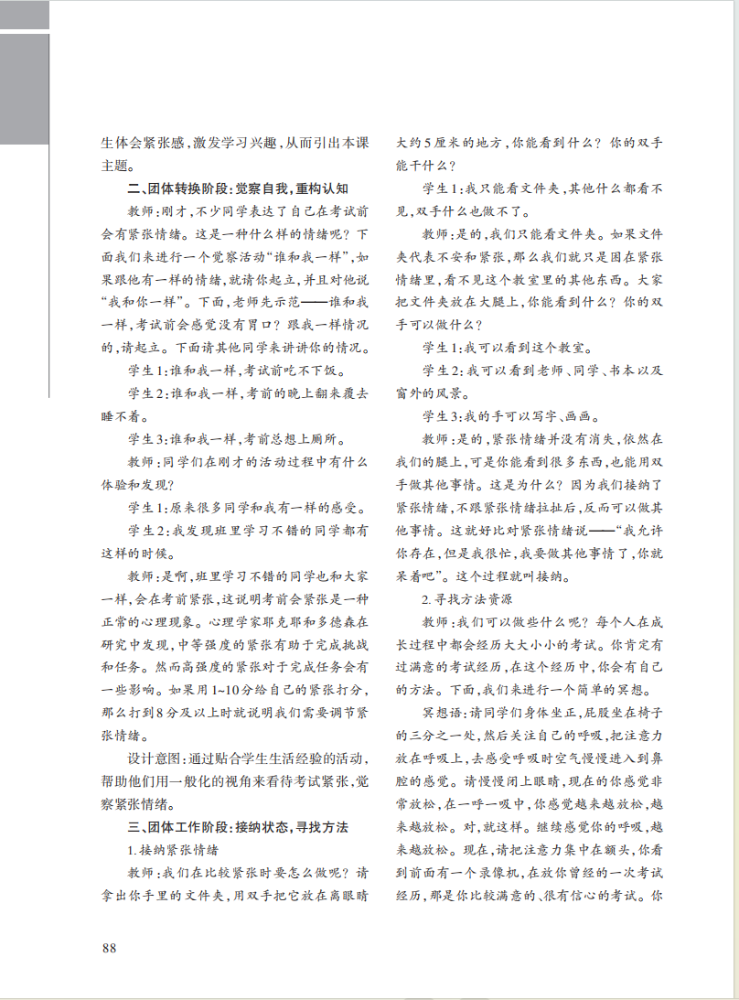 生体会紧张感,激发学习兴趣,从而引出本课
主题。
二、团体转换阶段:觉察自我,重构认知
教师:刚才,不少同学表达了自己在考试前
会有紧张情绪。这是一种什么样的情绪呢？下
面我们来进行一个觉察活动“谁和我一样”,如
果跟他有一样的情绪,就请你起立,并且对他说
“我和你一样”。下面,老师先示范——谁和我
一样,考试前会感觉没有胃口？跟我一样情况
的,请起立。下面请其他同学来讲讲你的情况。
学生1:谁和我一样,考试前吃不下饭。
学生2:谁和我一样,考前的晚上翻来覆去
睡不着。
学生3:谁和我一样,考前总想上厕所。
教师:同学们在刚才的活动过程中有什么
体验和发现?
学生1:原来很多同学和我有一样的感受。
学生2:我发现班里学习不错的同学都有
这样的时候。
教师:是啊,班里学习不错的同学也和大家
一样,会在考前紧张,这说明考前会紧张是一种
正常的心理现象。心理学家耶克耶和多德森在
研究中发现,中等强度的紧张有助于完成挑战
和任务。然而高强度的紧张对于完成任务会有
一些影响。如果用1~10分给自己的紧张打分,
那么打到8分及以上时就说明我们需要调节紧
张情绪。
设计意图:通过贴合学生生活经验的活动,
帮助他们用一般化的视角来看待考试紧张,觉
察紧张情绪。
三、团体工作阶段:接纳状态,寻找方法
1.接纳紧张情绪
教师:我们在比较紧张时要怎么做呢？请
拿出你手里的文件夹,用双手把它放在离眼睛
大约5厘米的地方,你能看到什么？你的双手
能干什么?
学生1:我只能看文件夹,其他什么都看不
见,双手什么也做不了。
教师:是的,我们只能看文件夹。如果文件
夹代表不安和紧张,那么我们就只是困在紧张
情绪里,看不见这个教室里的其他东西。大家
把文件夹放在大腿上,你能看到什么？你的双
手可以做什么?
学生1:我可以看到这个教室。
学生2:我可以看到老师、同学、书本以及
窗外的风景。
学生3:我的手可以写字、画画。
教师:是的,紧张情绪并没有消失,依然在
我们的腿上,可是你能看到很多东西,也能用双
手做其他事情。这是为什么？因为我们接纳了
紧张情绪,不跟紧张情绪拉扯后,反而可以做其
他事情。这就好比对紧张情绪说——“我允许
你存在,但是我很忙,我要做其他事情了,你就
呆着吧”。这个过程就叫接纳。
2.寻找方法资源
教师:我们可以做些什么呢？每个人在成
长过程中都会经历大大小小的考试。你肯定有
过满意的考试经历,在这个经历中,你会有自己
的方法。下面,我们来进行一个简单的冥想。
冥想语:请同学们身体坐正,屁股坐在椅子
的三分之一处,然后关注自己的呼吸,把注意力
放在呼吸上,去感受呼吸时空气慢慢进入到鼻
腔的感觉。请慢慢闭上眼睛,现在的你感觉非
常放松,在一呼一吸中,你感觉越来越放松,越
来越放松。对,就这样。继续感觉你的呼吸,越
来越放松。现在,请把注意力集中在额头,你看
到前面有一个录像机,在放你曾经的一次考试
经历,那是你比较满意的、很有信心的考试。你
88